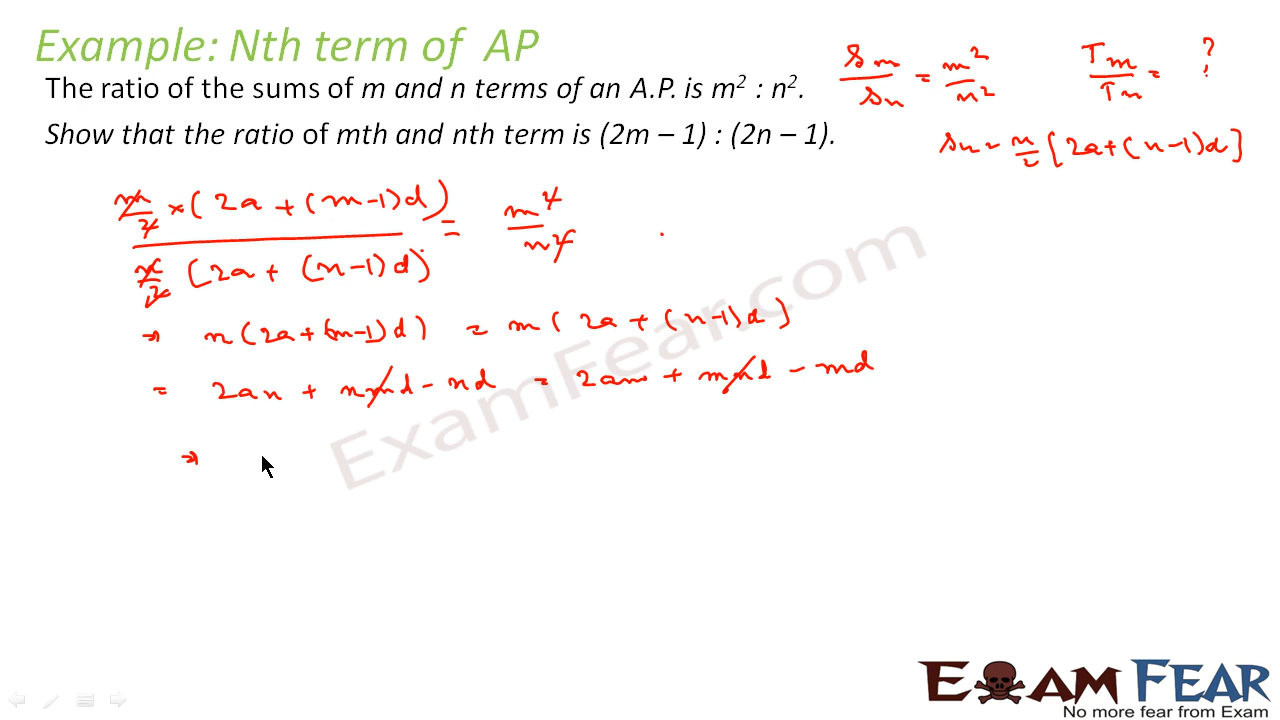 Example: Nth term of AP
The ratio of the sums of m and n terms of an A.P. is m² : n².
Show that the ratio of mth and nth term is (2m – 1) : (2n – 1).
Sm/Sn = m²/n²   Tm/Tn = ?
Sn = n/2 [2a+(n-1)d]
m/2 × (2a + (m-1)d) / n/2 (2a + (n-1)d) = m²/n²
→ n(2a+(m-1)d) = m(2a + (n-1)d)
= 2an + nmd - nd = 2am + mnd - md
→
ExamFear.com
EXAM FEAR
No more fear from Exam